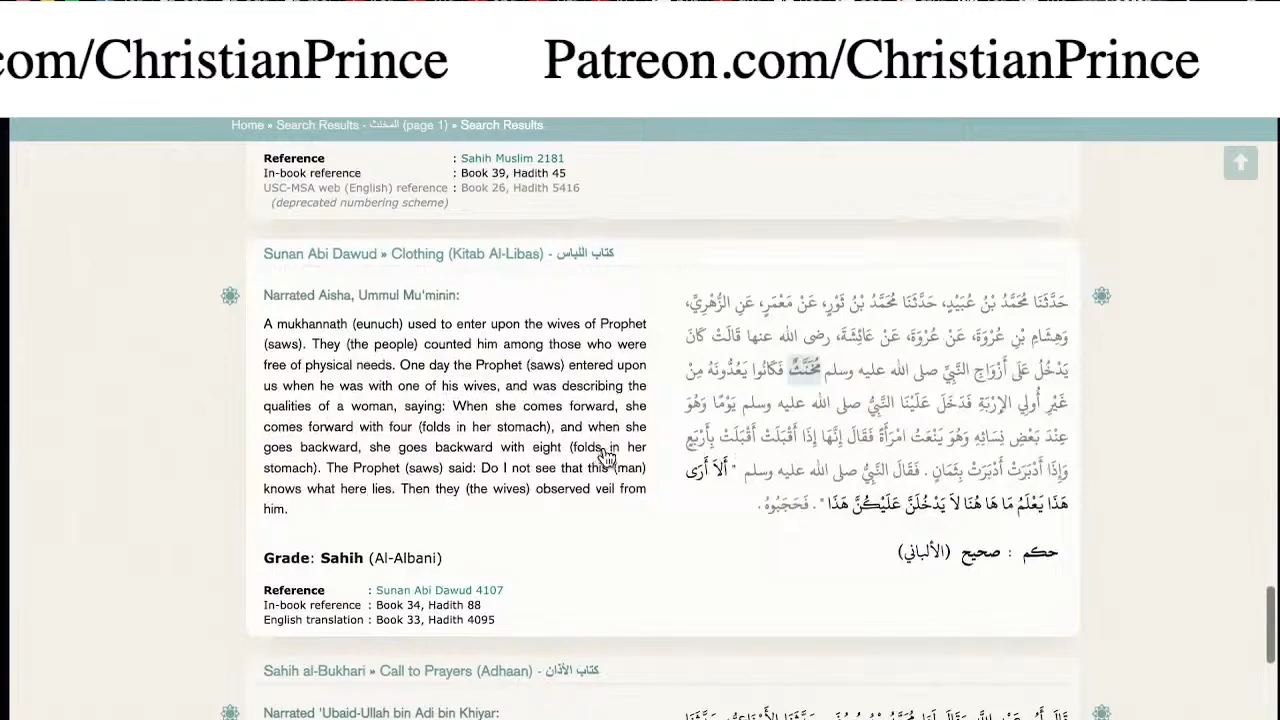 com/ChristianPrince Patreon.com/ChristianPrince
Home » Search Results - المخنث (page 1) » Search Results
Reference : Sahih Muslim 2181
In-book reference : Book 39, Hadith 45
USC-MSA web (English) reference : Book 26, Hadith 5416
(deprecated numbering scheme)
Sunan Abi Dawud » Clothing (Kitab Al-Libas) - كتاب اللباس
Narrated Aisha, Ummul Mu'minin:
A mukhannath (eunuch) used to enter upon the wives of Prophet
(saws). They (the people) counted him among those who were
free of physical needs. One day the Prophet (saws) entered upon
us when he was with one of his wives, and was describing the
qualities of a woman, saying: When she comes forward, she
comes forward with four (folds in her stomach), and when she
goes backward, she goes backward with eight (folds in her
stomach). The Prophet (saws) said: Do I not see that this (man)
knows what here lies. Then they (the wives) observed veil from
him.
حَدَّثَنَا مُحَمَّدُ بْنُ عُبَيْدٍ، حَدَّثَنَا مُحَمَّدُ بْنُ ثَوْرٍ، عَنْ مَعْمَرٍ، عَنِ الزُّهْرِيِّ،
وَهِشَامِ بْنِ عُرْوَةَ، عَنْ عُرْوَةَ، عَنْ عَائِشَةَ، رضى الله عنها قَالَتْ كَانَ
يَدْخُلُ عَلَى أَزْوَاجِ النَّبِيِّ صلى الله عليه وسلم مُخَنَّثٌ فَكَانُوا يَعُدُّونَهُ مِنْ
غَيْرِ أُولِي الإِرْبَةِ فَدَخَلَ عَلَيْنَا النَّبِيُّ صلى الله عليه وسلم يَوْمًا وَهُوَ
عِنْدَ بَعْضِ نِسَائِهِ وَهُوَ يَنْعَتُ امْرَأَةً فَقَالَ إِنَّهَا إِذَا أَقْبَلَتْ أَقْبَلَتْ بِأَرْبَعٍ
وَإِذَا أَدْبَرَتْ أَدْبَرَتْ بِثَمَانٍ . فَقَالَ النَّبِيُّ صلى الله عليه وسلم " أَلاَ أَرَى
هَذَا يَعْلَمُ مَا هَا هُنَا لاَ يَدْخُلَنَّ عَلَيْكُنَّ هَذَا " . فَحَجَبُوهُ .
Grade: Sahih (Al-Albani)
حكم : صحيح (الألباني)
Reference : Sunan Abi Dawud 4107
In-book reference : Book 34, Hadith 88
English translation : Book 33, Hadith 4095
Sahih al-Bukhari » Call to Prayers (Adhaan) - كتاب الأذان
Narrated 'Ubaid-Ullah bin Adi bin Khiyar: